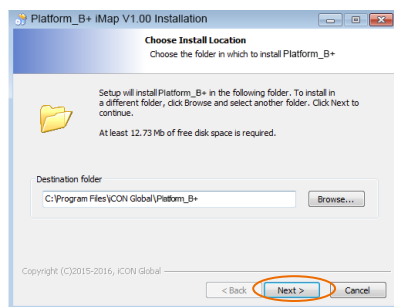 Platform_B+ iMap V1.00 Installation
Choose Install Location
Choose the folder in which to install Platform_B+
Setup will install Platform_B+ in the following folder. To install in
a different folder, click Browse and select another folder. Click Next to
continue.
At least 12.73 Mb of free disk space is required.
Destination folder
C:\Program Files\iCON Global\Platform_B+
Browse...
Copyright (C)2015-2016, iCON Global
< Back
Next >
Cancel